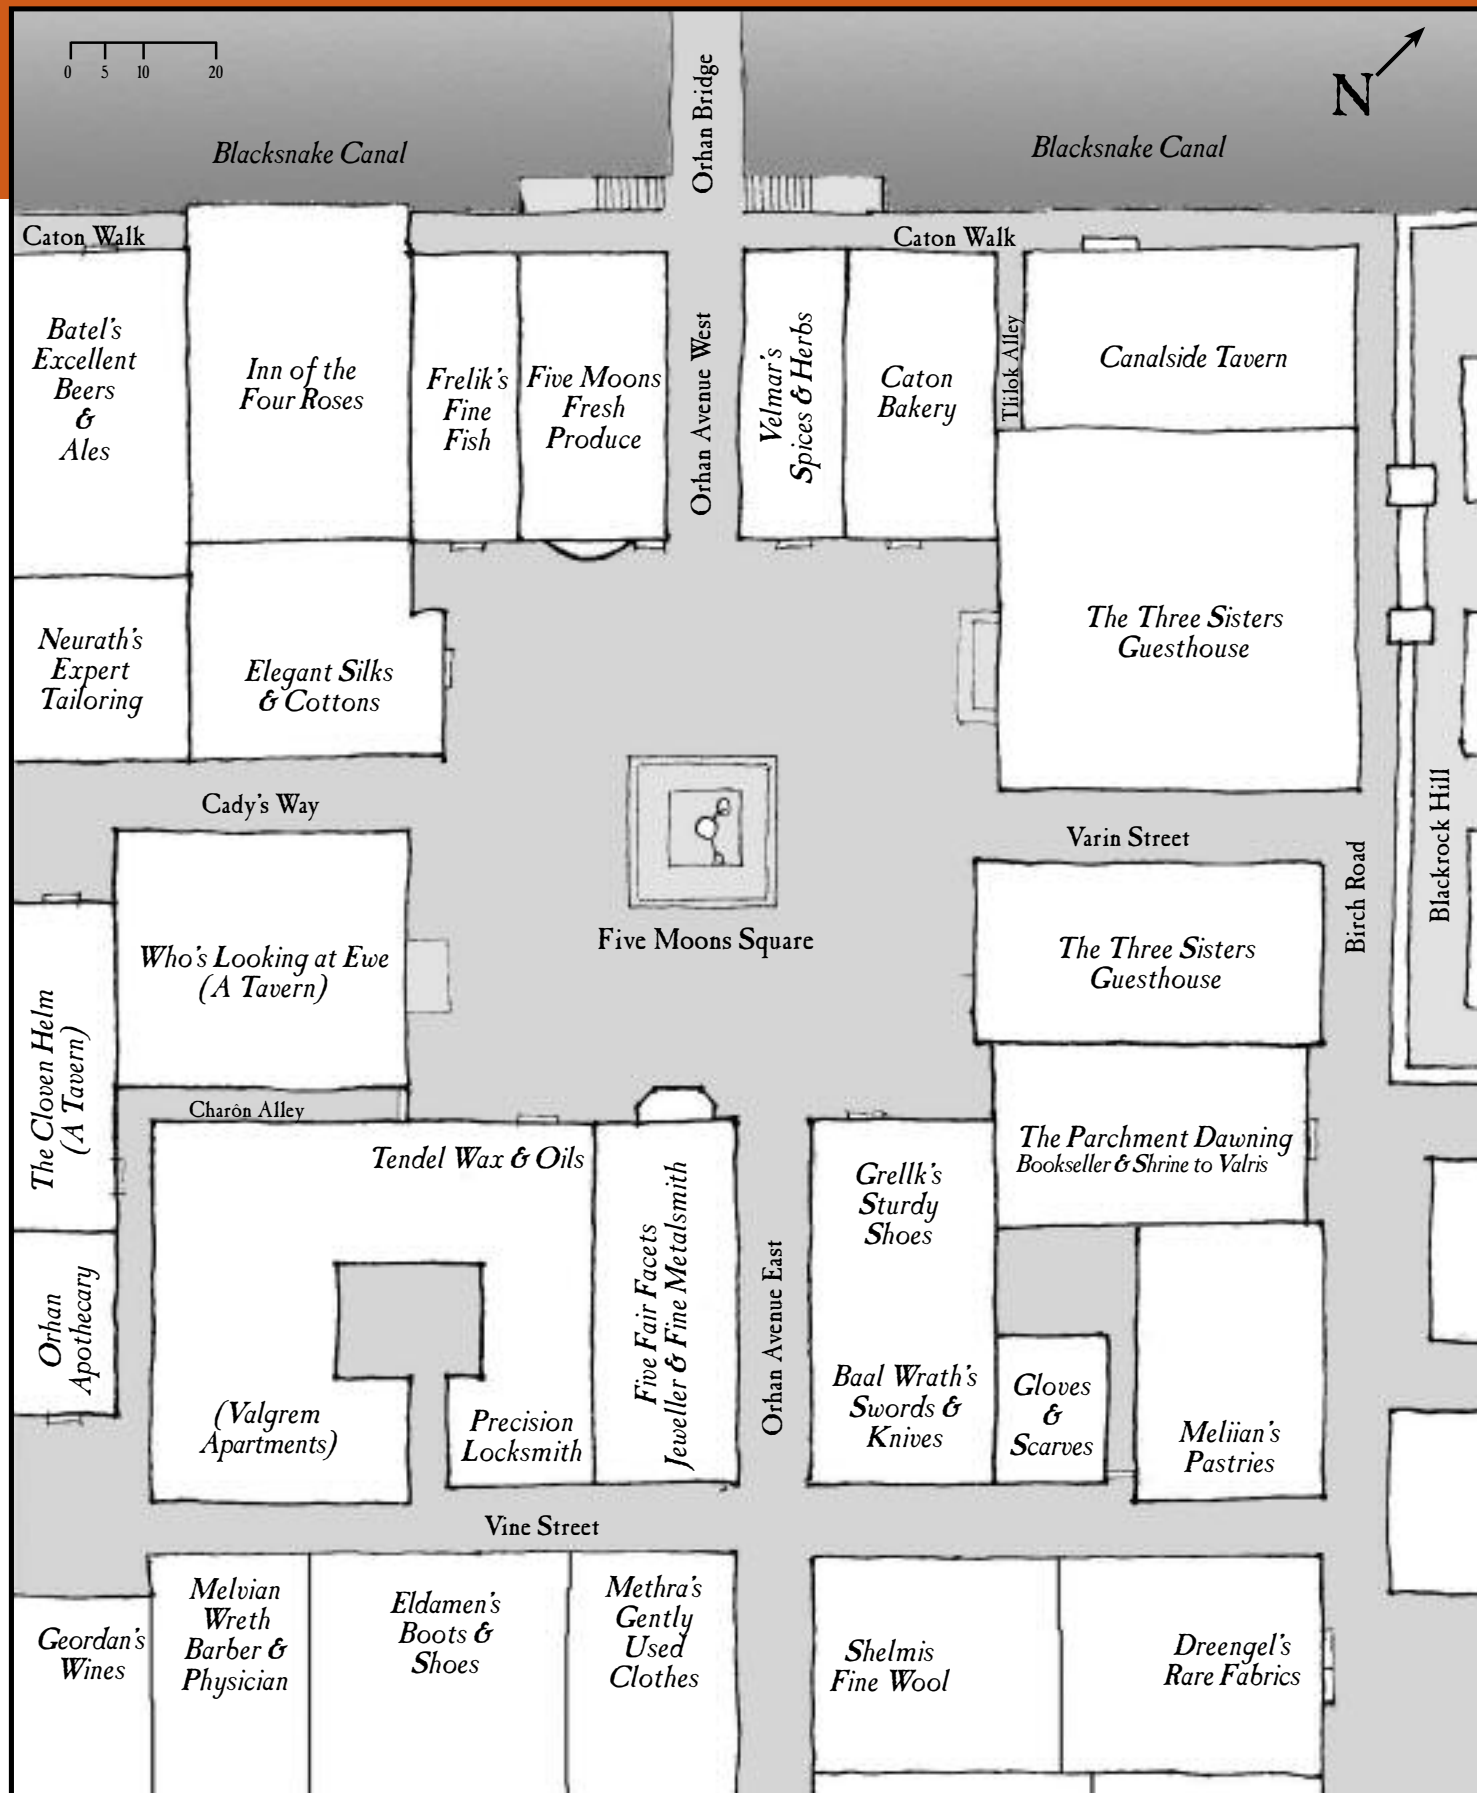 0 5 10 20
N
Orhan Bridge
Blacksnake Canal
Blacksnake Canal
Caton Walk
Caton Walk
Batel's
Excellent
Beers
&
Ales
Inn of the
Four Roses
Frelik's
Fine
Fish
Five Moons
Fresh
Produce
Orhan Avenue West
Velmar's
Spices & Herbs
Caton
Bakery
Tlilok Alley
Canalside Tavern
Neurath's
Expert
Tailoring
Elegant Silks
& Cottons
The Three Sisters
Guesthouse
Cady's Way
Varin Street
Birch Road
Blackrock Hill
Five Moons Square
Who's Looking at Ewe
(A Tavern)
The Three Sisters
Guesthouse
The Cloven Helm
(A Tavern)
Charôn Alley
Tendel Wax & Oils
Five Fair Facets
Jeweller & Fine Metalsmith
Orhan Avenue East
Grellk's
Sturdy
Shoes
The Parchment Dawning
Bookseller & Shrine to Valris
Orhan
Apothecary
(Valgrem
Apartments)
Precision
Locksmith
Baal Wrath's
Swords &
Knives
Gloves
&
Scarves
Meliian's
Pastries
Vine Street
Geordan's
Wines
Melvian
Wreth
Barber &
Physician
Eldamen's
Boots &
Shoes
Methra's
Gently
Used
Clothes
Shelmis
Fine Wool
Dreengel's
Rare Fabrics